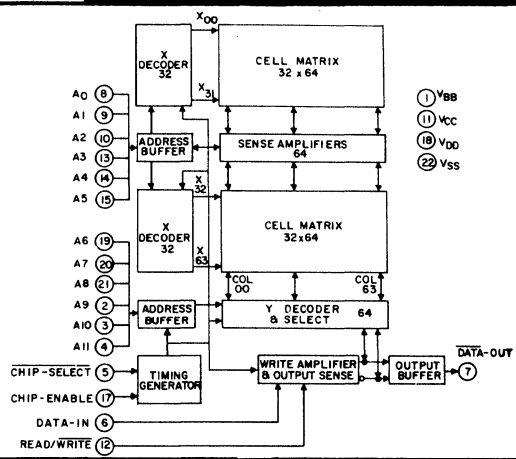 X00
X
DECODER
32
X31
CELL MATRIX
32 x 64
A0 8
A1 9
A2 10
A3 13
A4 14
A5 15
1 VBB
11 VCC
18 VDD
22 VSS
ADDRESS
BUFFER
SENSE AMPLIFIERS
64
X
32
X
DECODER
32
X
63
CELL MATRIX
32x64
A6 19
A7 20
A8 21
A9 2
A10 3
A11 4
COL
00
COL
63
ADDRESS
BUFFER
Y DECODER
& SELECT
64
CHIP-SELECT 5
CHIP-ENABLE 17
TIMING
GENERATOR
WRITE AMPLIFIER
& OUTPUT SENSE
OUTPUT
BUFFER
DATA-OUT
7
DATA-IN 6
READ/WRITE 12